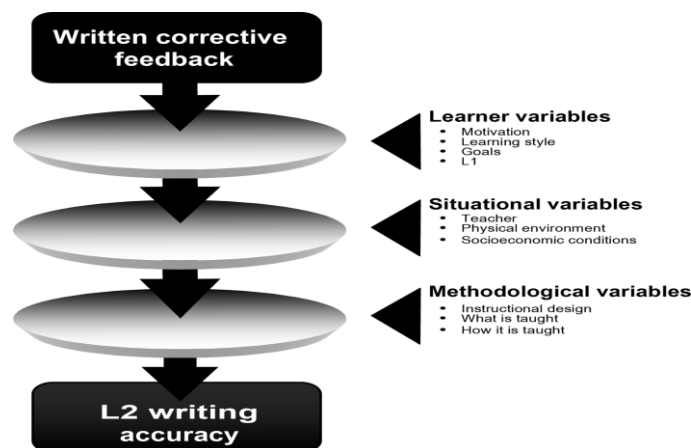 Written corrective
feedback
Learner variables
• Motivation
• Learning style
• Goals
• L1
Situational variables
• Teacher
• Physical environment
• Socioeconomic conditions
Methodological variables
• Instructional design
• What is taught
• How it is taught
L2 writing
accuracy